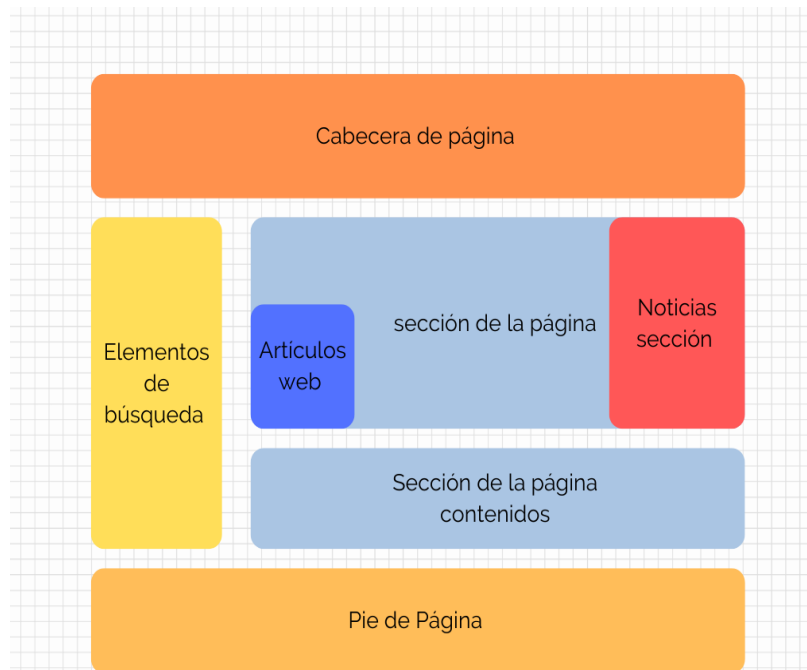 Cabecera de página
Elementos
de
búsqueda
Artículos
web
sección de la página
Noticias
sección
Sección de la página
contenidos
Pie de Página